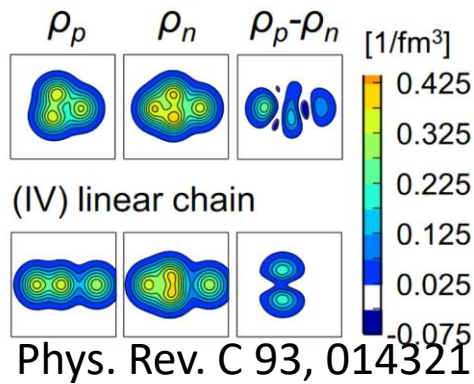 ρp ρn ρp-ρn [1/fm³]
0.425
0.325
0.225
0.125
0.025
-0.075
(IV) linear chain
Phys. Rev. C 93, 014321